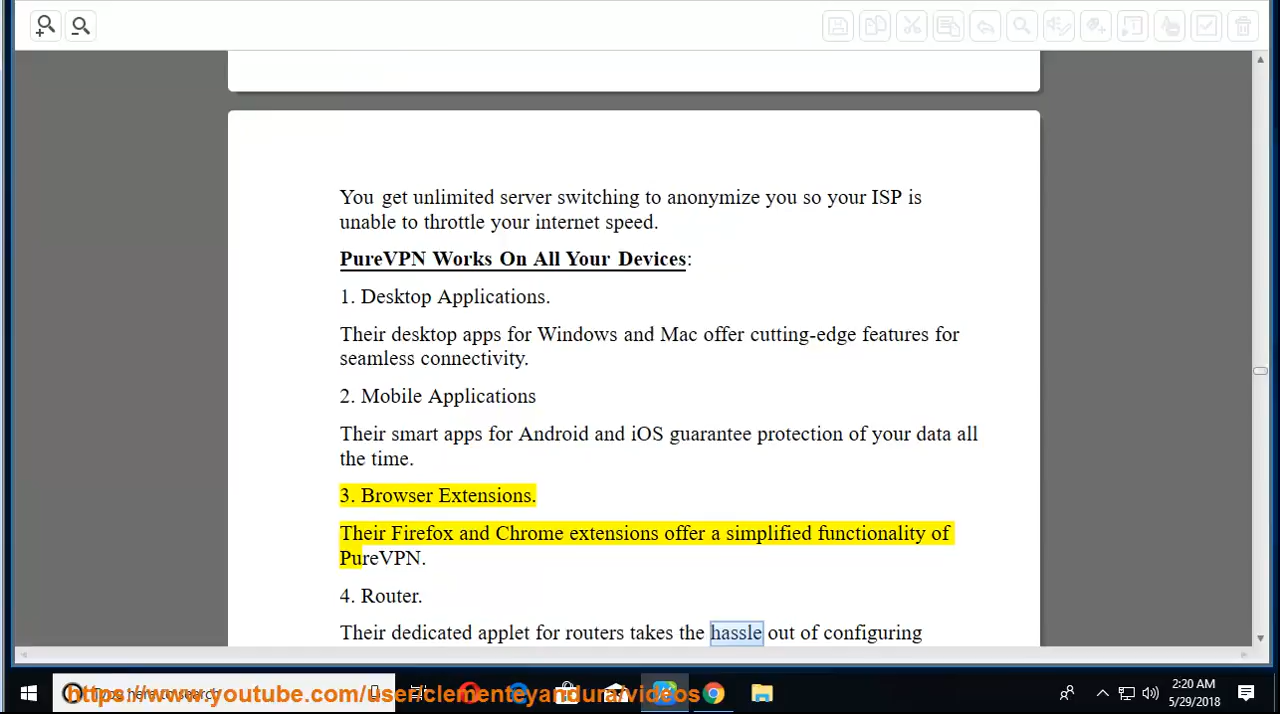 You get unlimited server switching to anonymize you so your ISP is
unable to throttle your internet speed.
PureVPN Works On All Your Devices:
1. Desktop Applications.
Their desktop apps for Windows and Mac offer cutting-edge features for
seamless connectivity.
2. Mobile Applications
Their smart apps for Android and iOS guarantee protection of your data all
the time.
3. Browser Extensions.
Their Firefox and Chrome extensions offer a simplified functionality of
PureVPN.
4. Router.
Their dedicated applet for routers takes the hassle out of configuring
Type here to search
https://www.youtube.com/user/clementeyandura/videos
2:20 AM
5/29/2018